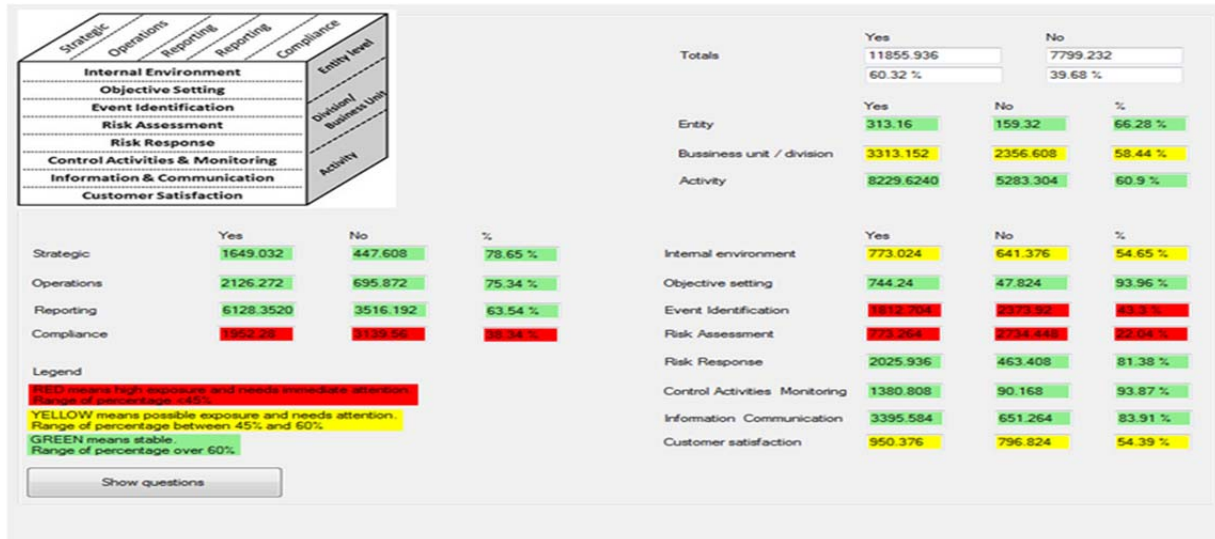 Strategic
Operations
Reporting
Reporting
Compliance
Internal Environment
Objective Setting
Event Identification
Risk Assessment
Risk Response
Control Activities & Monitoring
Information & Communication
Customer Satisfaction
Entity level
Division/
Business Unit
Activity
Yes No
Totals 11855.936 7799.232
60.32 % 39.68 %
Yes No %
Entity 313.16 159.32 66.28 %
Bussiness unit / division 3313.152 2356.608 58.44 %
Activity 8229.6240 5283.304 60.9 %
Yes No %
Strategic 1649.032 447.608 78.65 %
Operations 2126.272 695.872 75.34 %
Reporting 6128.3520 3516.192 63.54 %
Compliance 1952.28 3139.56 38.34 %
Legend
RED means high exposure and needs immediate attention.
Range of percentage <45%
YELLOW means possible exposure and needs attention.
Range of percentage between 45% and 60%
GREEN means stable.
Range of percentage over 60%
Show questions
Yes No %
Internal environment 773.024 641.376 54.65 %
Objective setting 744.24 47.824 93.96 %
Event Identification 1812.704 2373.92 43.3 %
Risk Assessment 773.264 2734.448 22.04 %
Risk Response 2025.936 463.408 81.38 %
Control Activities Monitoring 1380.808 90.168 93.87 %
Information Communication 3395.584 651.264 83.91 %
Customer satisfaction 950.376 796.824 54.39 %